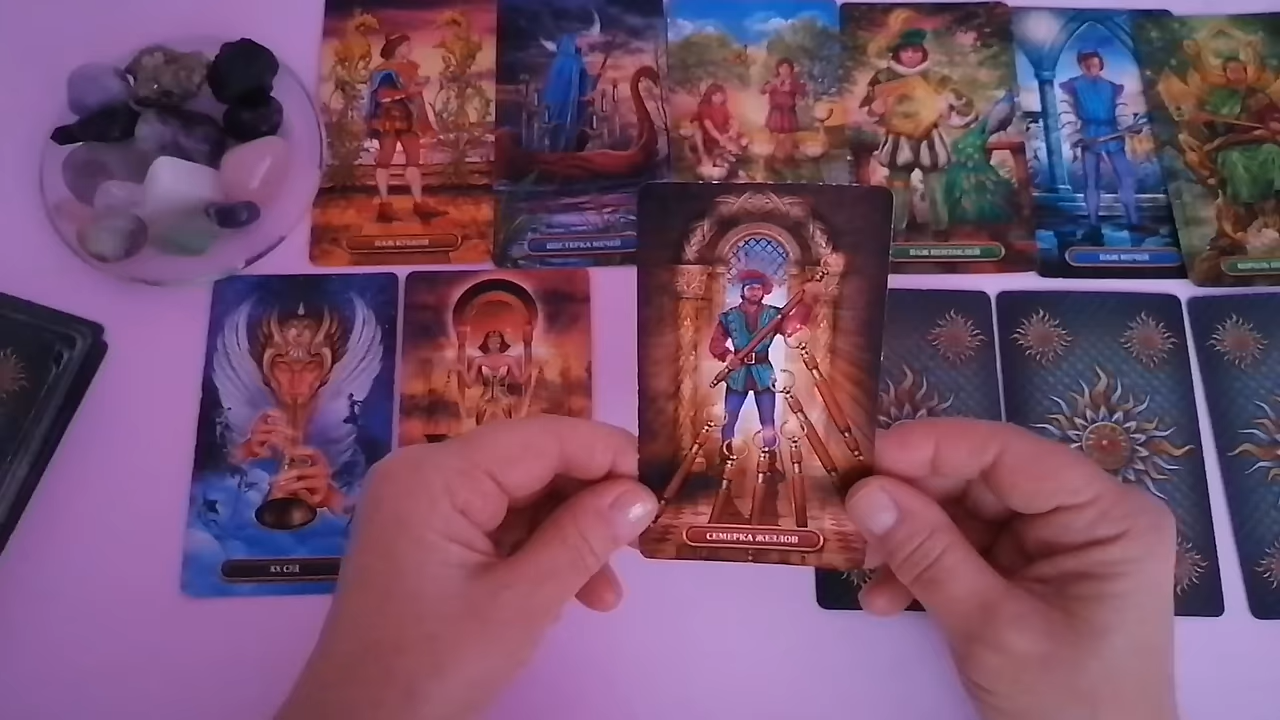 ПАЖ КУБКОВ
ШЕСТЕРКА МЕЧЕЙ
ПАЖ ПЕНТАКЛЕЙ
ПАЖ МЕЧЕЙ
КОРОЛЬ
XX СУД
СЕМЕРКА ЖЕЗЛОВ